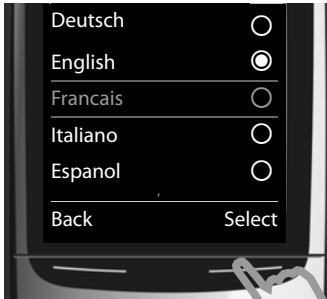 Deutsch
English
Francais
Italiano
Espanol
Back Select